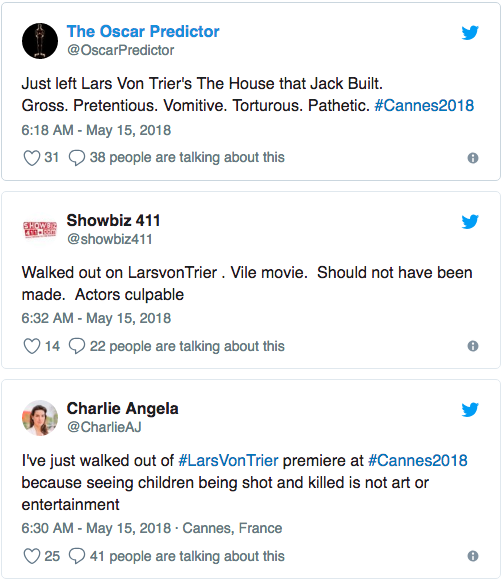 The Oscar Predictor
@OscarPredictor
Just left Lars Von Trier's The House that Jack Built.
Gross. Pretentious. Vomitive. Torturous. Pathetic. #Cannes2018
6:18 AM - May 15, 2018
31 38 people are talking about this
SHOWBIZ
411
Showbiz 411
@showbiz411
Walked out on LarsvonTrier . Vile movie.  Should not have been
made.  Actors culpable
6:32 AM - May 15, 2018
14 22 people are talking about this
Charlie Angela
@CharlieAJ
I've just walked out of #LarsVonTrier premiere at #Cannes2018
because seeing children being shot and killed is not art or
entertainment
6:30 AM - May 15, 2018 · Cannes, France
25 41 people are talking about this